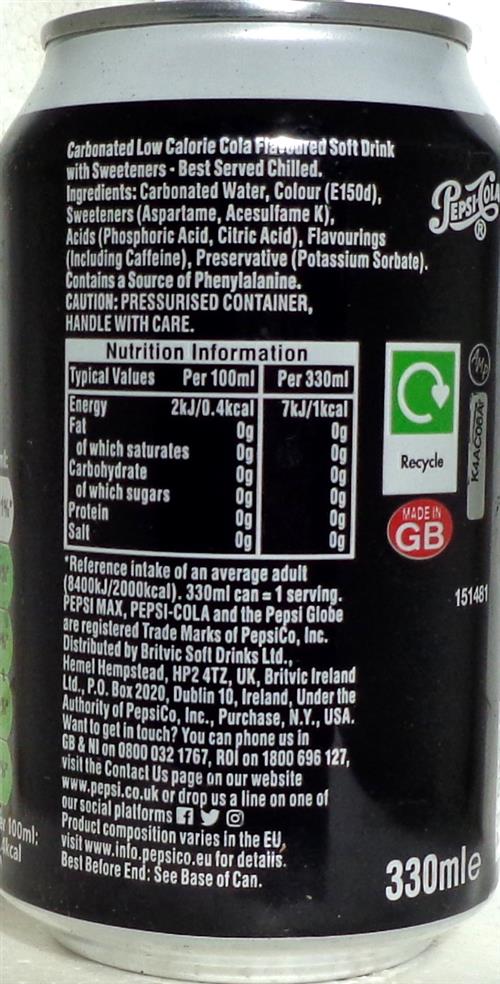 Carbonated Low Calorie Cola Flavoured Soft Drink
with Sweeteners - Best Served Chilled.
Ingredients: Carbonated Water, Colour (E150d),
Sweeteners (Aspartame, Acesulfame K),
Acids (Phosphoric Acid, Citric Acid), Flavourings
(Including Caffeine), Preservative (Potassium Sorbate).
Contains a Source of Phenylalanine.
CAUTION: PRESSURISED CONTAINER,
HANDLE WITH CARE.
PEPSI-COLA
®
Nutrition Information
Typical Values Per 100ml Per 330ml
Energy 2kJ/0.4kcal 7kJ/1kcal
Fat 0g 0g
of which saturates 0g 0g
Carbohydrate 0g 0g
of which sugars 0g 0g
Protein 0g 0g
Salt 0g 0g
Recycle
MADE IN
GB
151481
*Reference intake of an average adult
(8400kJ/2000kcal). 330ml can = 1 serving.
PEPSI MAX, PEPSI-COLA and the Pepsi Globe
are registered Trade Marks of PepsiCo, Inc.
Distributed by Britvic Soft Drinks Ltd.,
Hemel Hempstead, HP2 4TZ, UK, Britvic Ireland
Ltd., P.O. Box 2020, Dublin 10, Ireland, Under the
Authority of PepsiCo, Inc., Purchase, N.Y., USA.
Want to get in touch? You can phone us in
GB & NI on 0800 032 1767, ROI on 1800 696 127,
visit the Contact Us page on our website
www.pepsi.co.uk or drop us a line on one of
our social platforms
Product composition varies in the EU,
visit www.info.pepsico.eu for details.
Best Before End: See Base of Can.
100ml:
kcal
330ml e